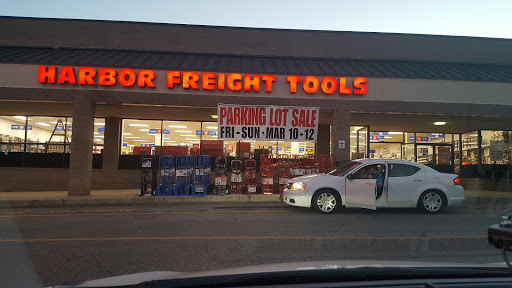 HARBOR FREIGHT TOOLS
PARKING LOT SALE
FRI-SUN·MAR 10-12